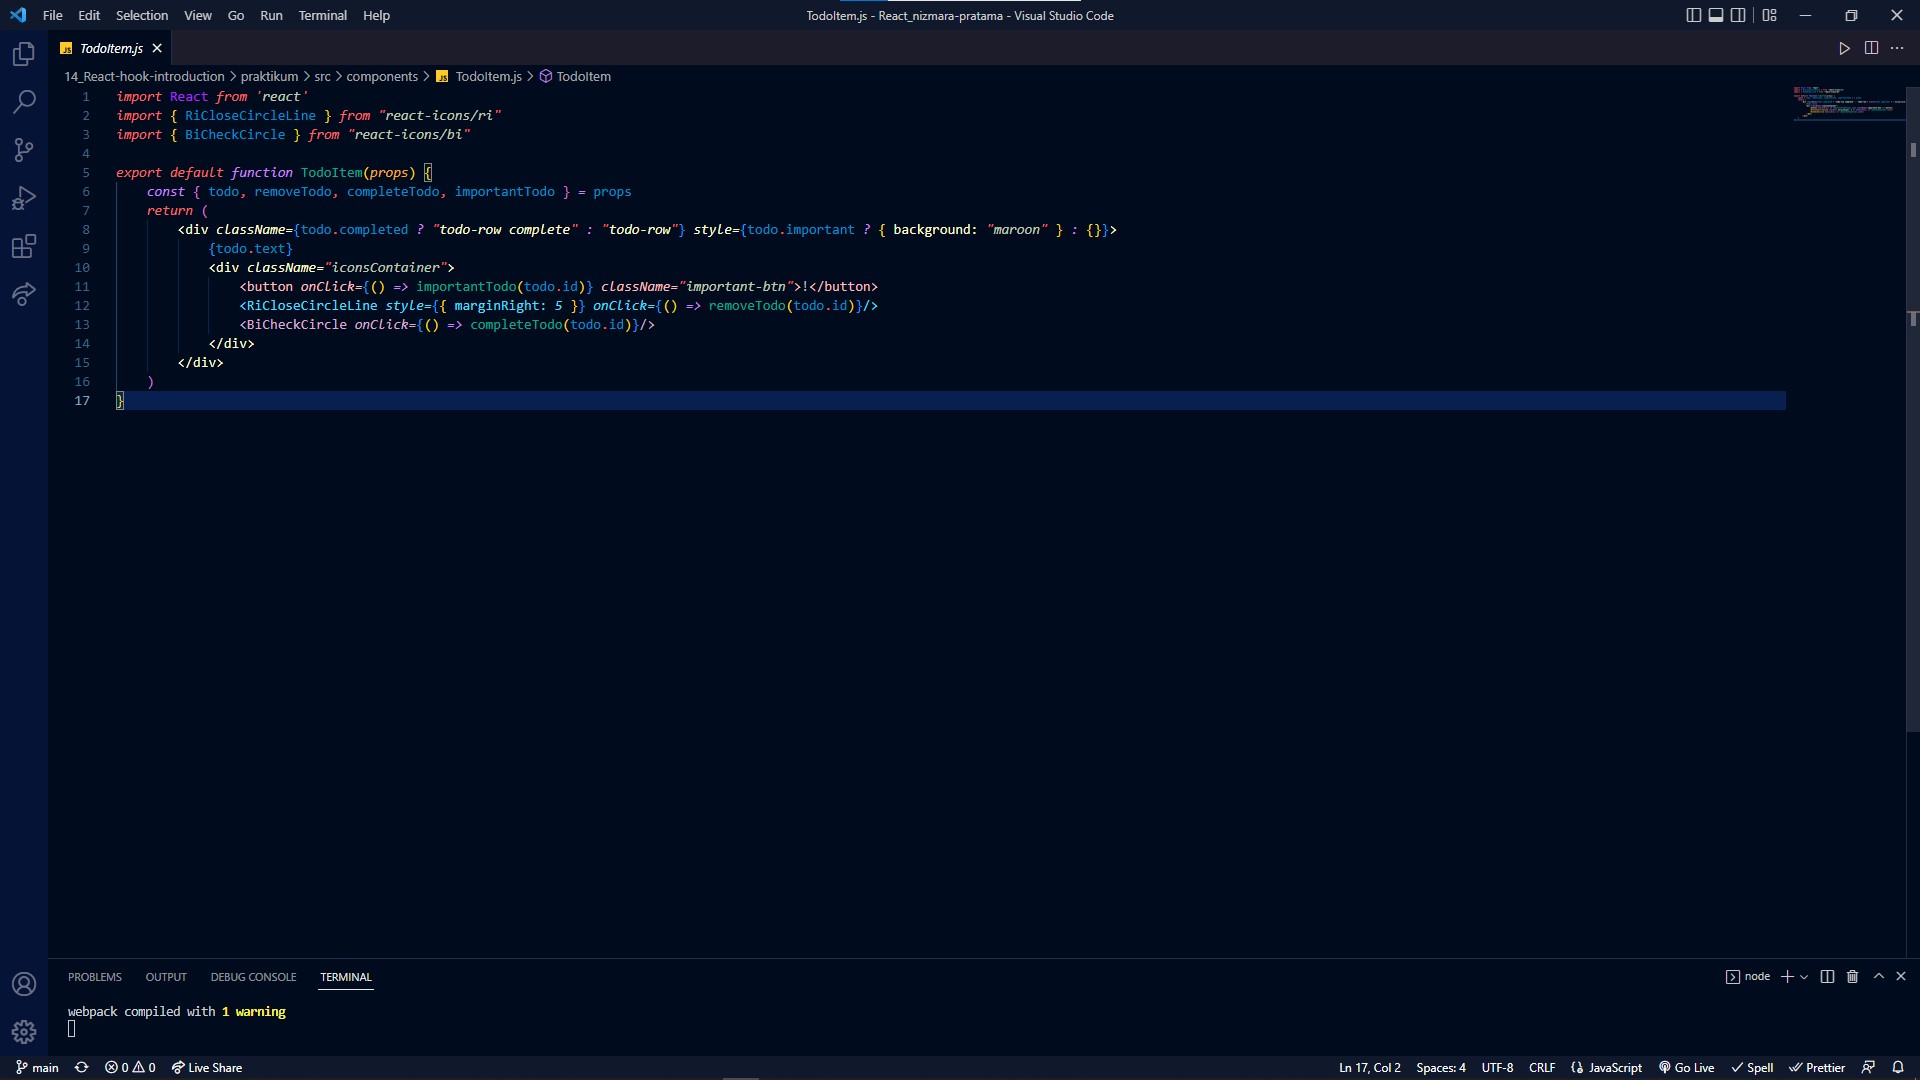 File Edit Selection View Go Run Terminal Help
TodoItem.js - React_nizmara-pratama - Visual Studio Code
JS TodoItem.js
14_React-hook-introduction > praktikum > src > components > JS TodoItem.js > TodoItem
1 import React from 'react'
2 import { RiCloseCircleLine } from "react-icons/ri"
3 import { BiCheckCircle } from "react-icons/bi"
4
5 export default function TodoItem(props) {
6 const { todo, removeTodo, completeTodo, importantTodo } = props
7 return (
8 <div className={todo.completed ? "todo-row complete" : "todo-row"} style={todo.important ? { background: "maroon" } : {}}>
9 {todo.text}
10 <div className="iconsContainer">
11 <button onClick={() => importantTodo(todo.id)} className="important-btn">!</button>
12 <RiCloseCircleLine style={{ marginRight: 5 }} onClick={() => removeTodo(todo.id)}/>
13 <BiCheckCircle onClick={() => completeTodo(todo.id)}/>
14 </div>
15 </div>
16 )
17 }
PROBLEMS OUTPUT DEBUG CONSOLE TERMINAL
node
webpack compiled with 1 warning
main 0 0 Live Share
Ln 17, Col 2 Spaces: 4 UTF-8 CRLF JavaScript Go Live Spell Prettier